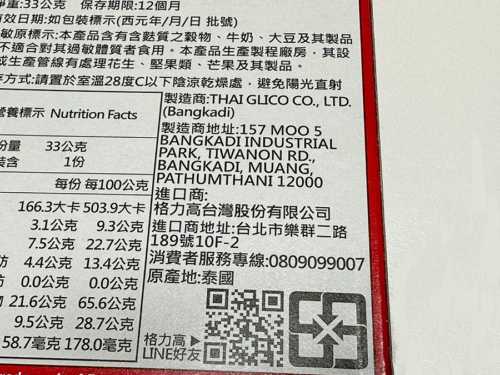 淨重:33公克 保存期限:12個月
有效日期:如包裝標示(西元年/月/日 批號)
敏原標示:本產品含有含麩質之穀物、牛奶、大豆及其製品
不適合對其過敏體質者食用。本產品生產製程廠房,其設
或生產管線有處理花生、堅果類、芒果及其製品。
存方式:請置於室溫28度C以下陰涼乾燥處,避免陽光直射
營養標示 Nutrition Facts
份量 33公克
裝含 1份
每份 每100公克
166.3大卡 503.9大卡
3.1公克 9.3公克
7.5公克 22.7公克
肪 4.4公克 13.4公克
肪 0.0公克 0.0公克
物 21.6公克 65.6公克
9.5公克 28.7公克
58.7毫克 178.0毫克
製造商:THAI GLICO CO., LTD.
(Bangkadi)
製造商地址:157 MOO 5
BANGKADI INDUSTRIAL
PARK, TIWANON RD.,
BANGKADI, MUANG,
PATHUMTHANI 12000
進口商:
格力高台灣股份有限公司
進口商地址:台北市樂群二路
189號10F-2
消費者服務專線:0809099007
原產地:泰國
格力高▶
LINE好友